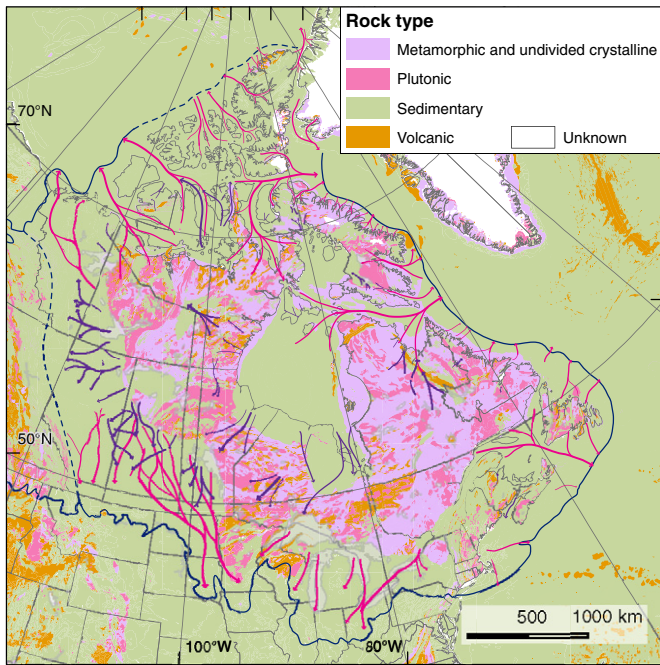 Rock type
Metamorphic and undivided crystalline
Plutonic
Sedimentary
Volcanic
Unknown
70°N
50°N
500
1000 km
100°W
80°W